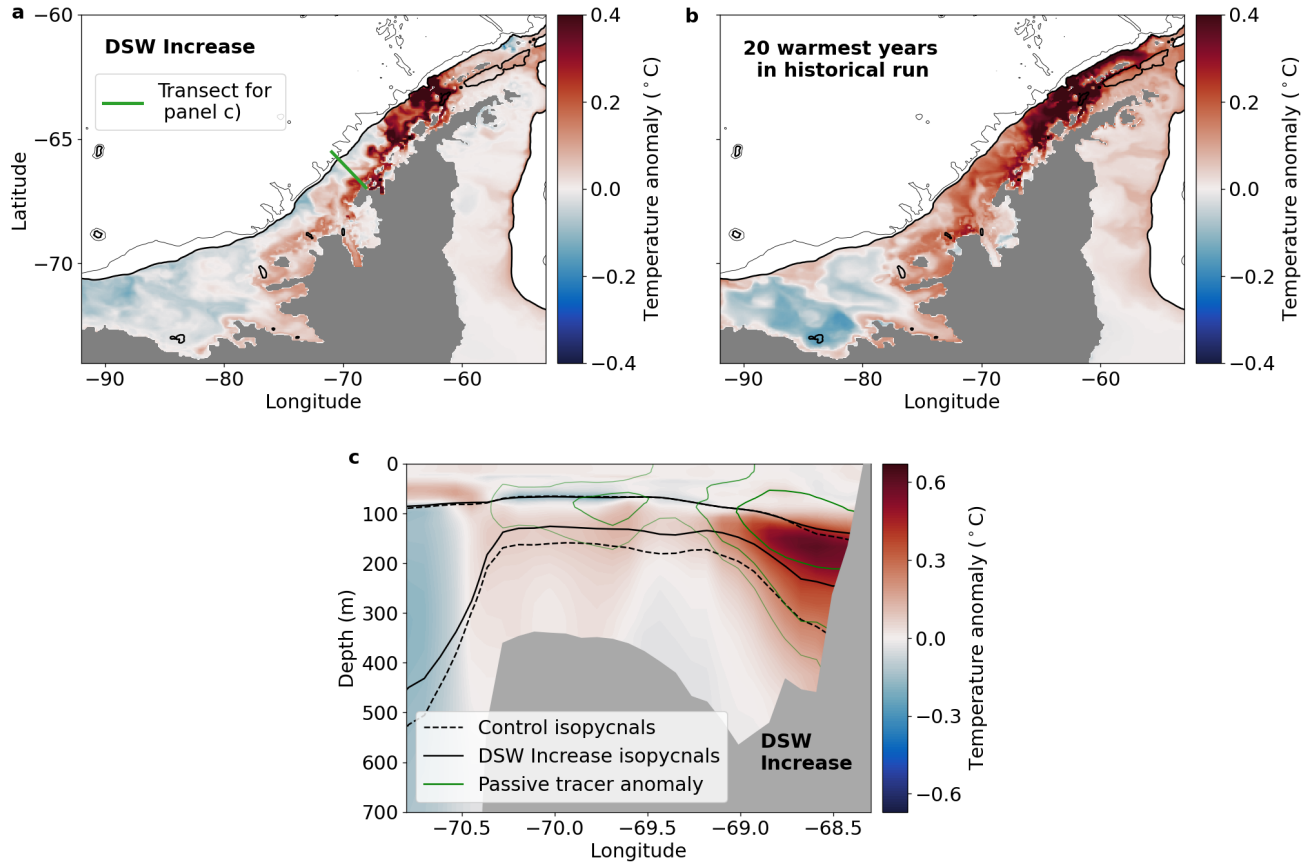 a
DSW Increase
Transect for
panel c)
−60
−65
−70
Latitude
−90
−80
−70
−60
Longitude
0.4
0.2
0.0
−0.2
−0.4
Temperature anomaly (°C)
b
20 warmest years
in historical run
−90
−80
−70
−60
Longitude
0.4
0.2
0.0
−0.2
−0.4
Temperature anomaly (°C)
c
0
100
200
300
400
500
600
700
Depth (m)
Control isopycnals
DSW Increase isopycnals
Passive tracer anomaly
DSW
Increase
−70.5
−70.0
−69.5
−69.0
−68.5
Longitude
0.6
0.3
0.0
−0.3
−0.6
Temperature anomaly (°C)